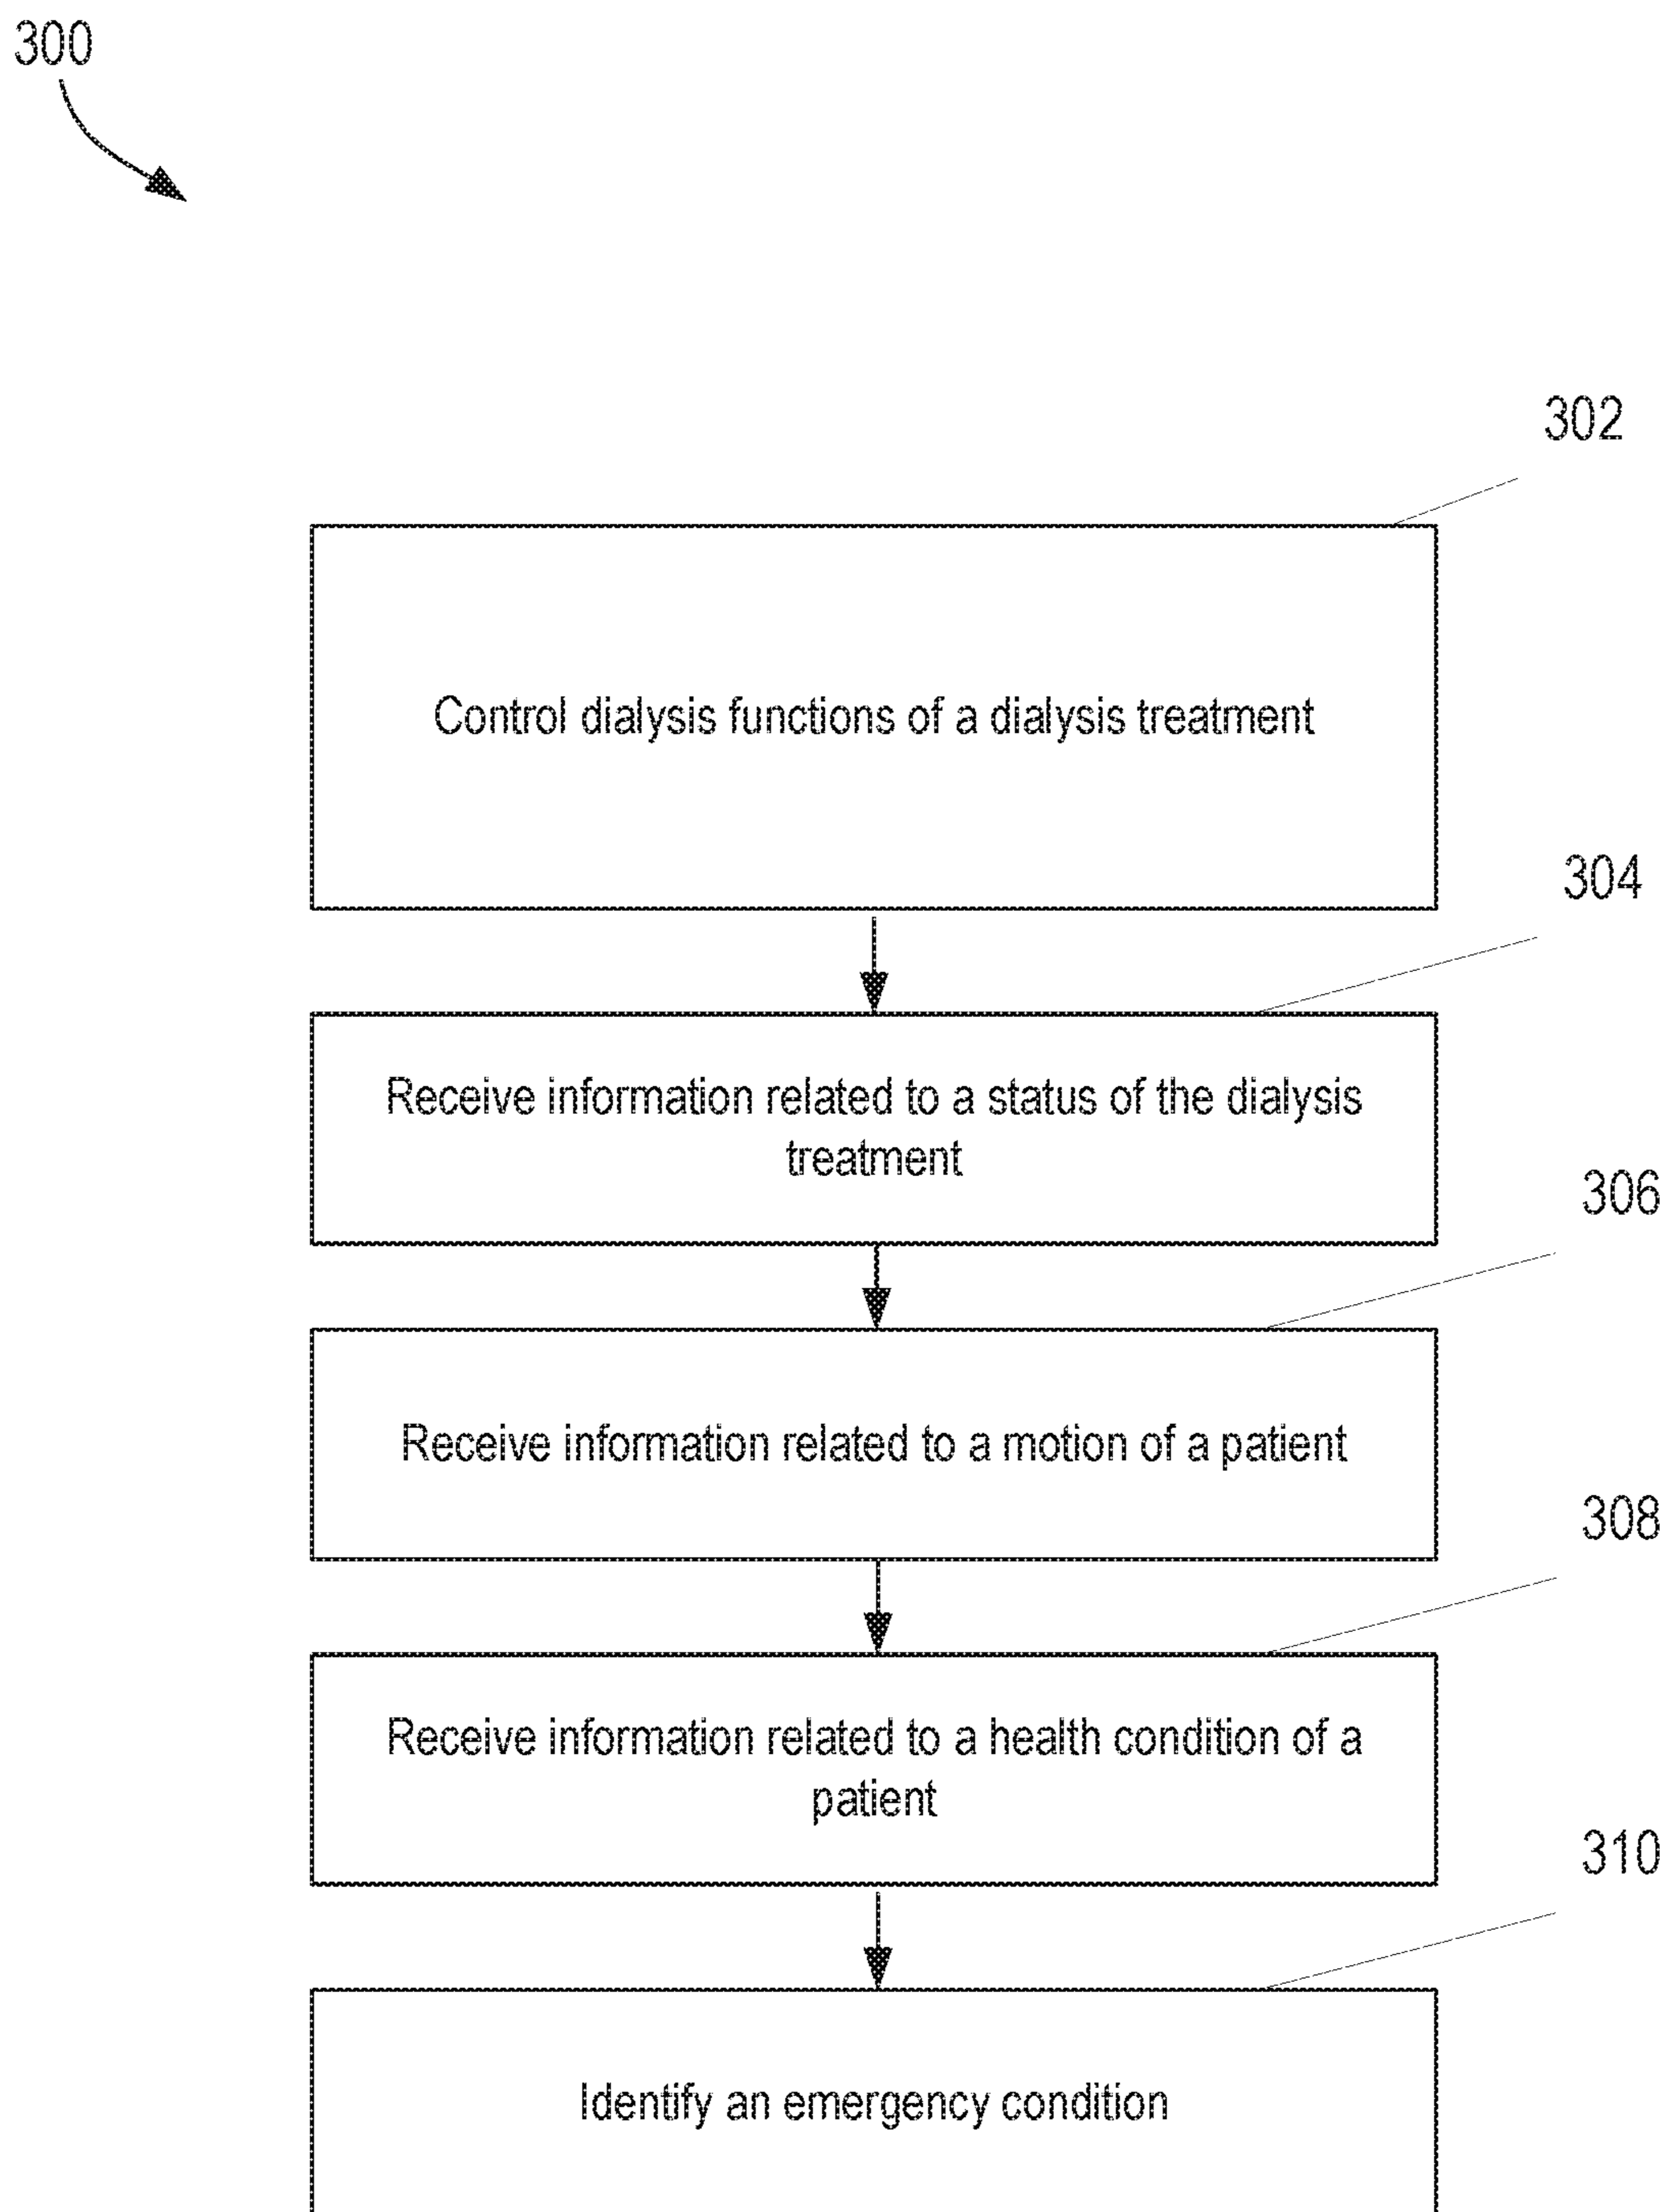 300
302
Control dialysis functions of a dialysis treatment
304
Receive information related to a status of the dialysis
treatment
306
Receive information related to a motion of a patient
308
Receive information related to a health condition of a
patient
310
Identify an emergency condition